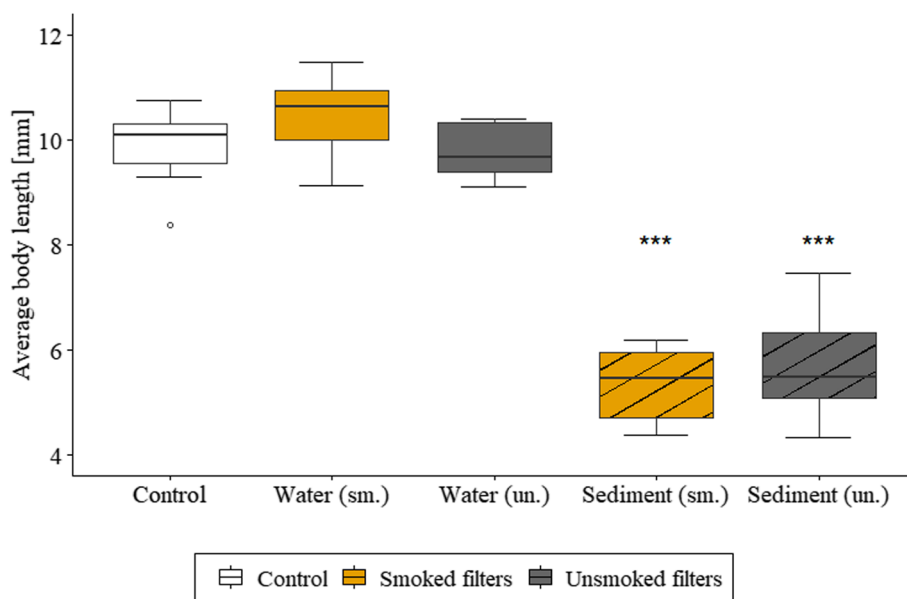 Average body length [mm]
12
10
8
6
4
*** ***
Control Water (sm.) Water (un.) Sediment (sm.) Sediment (un.)
Control Smoked filters Unsmoked filters